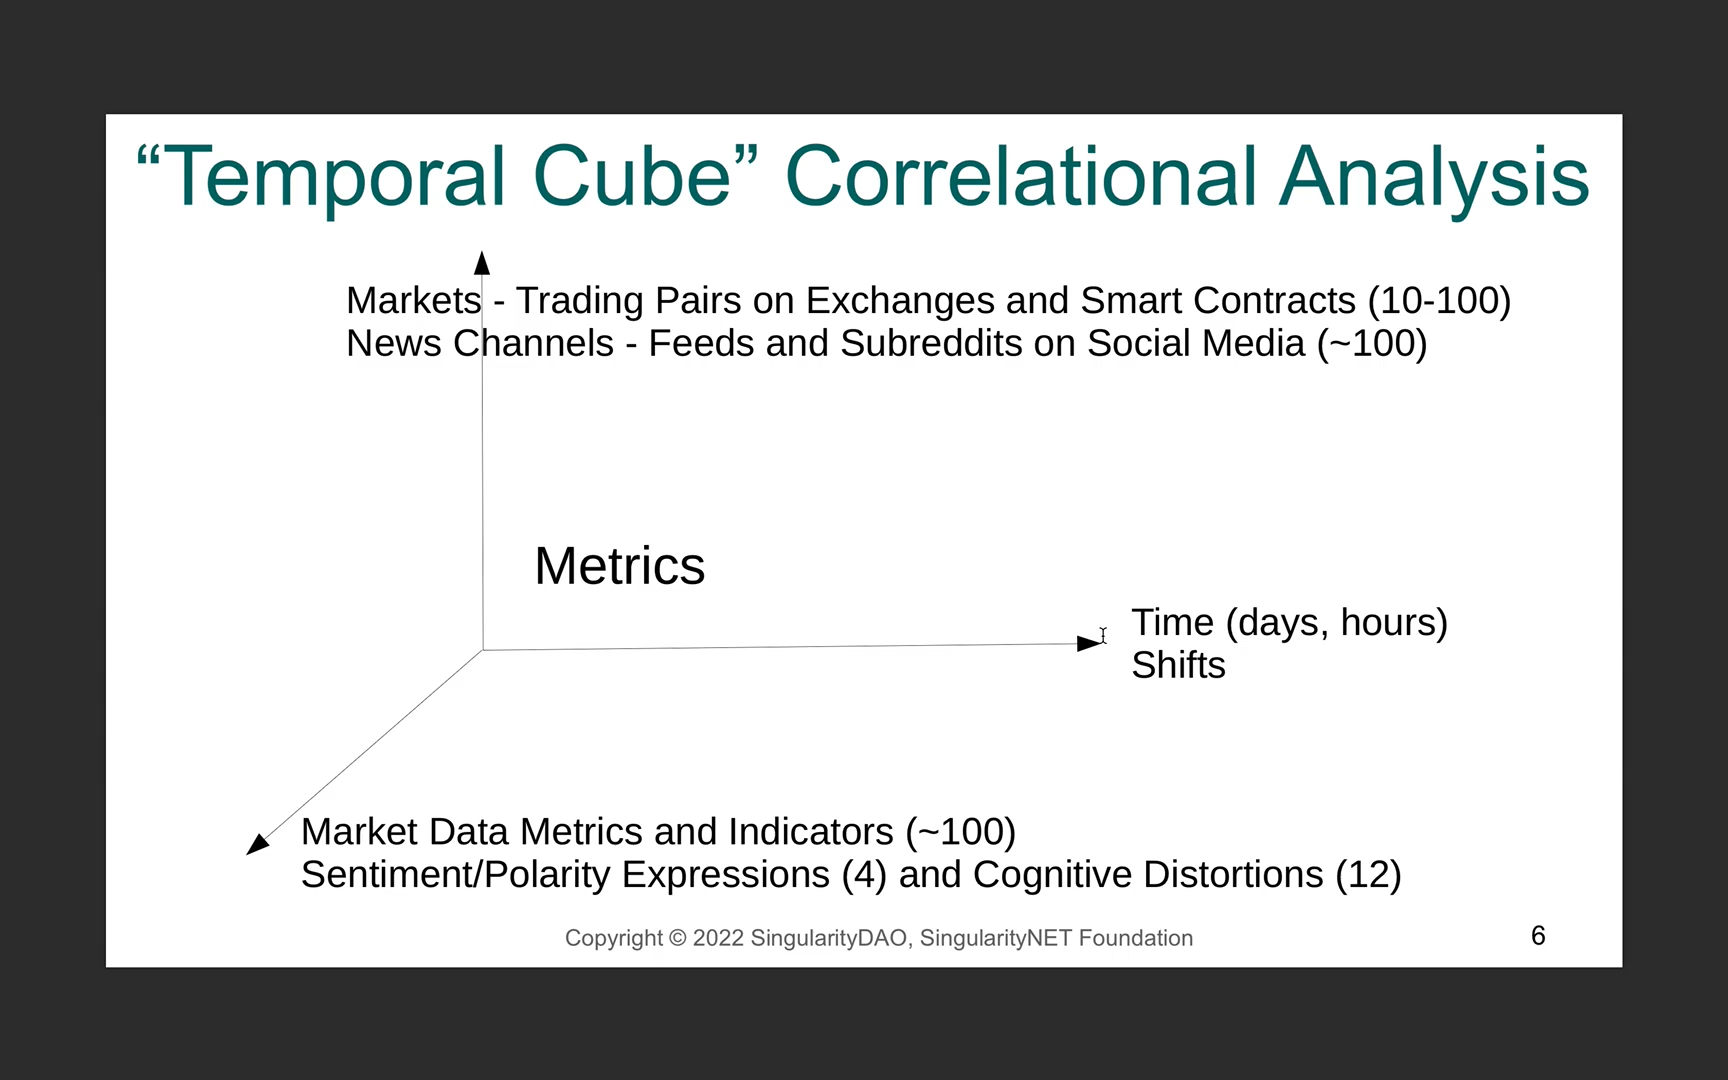 “Temporal Cube” Correlational Analysis
Markets - Trading Pairs on Exchanges and Smart Contracts (10-100)
News Channels - Feeds and Subreddits on Social Media (~100)
Metrics
Time (days, hours)
Shifts
Market Data Metrics and Indicators (~100)
Sentiment/Polarity Expressions (4) and Cognitive Distortions (12)
Copyright © 2022 SingularityDAO, SingularityNET Foundation
6